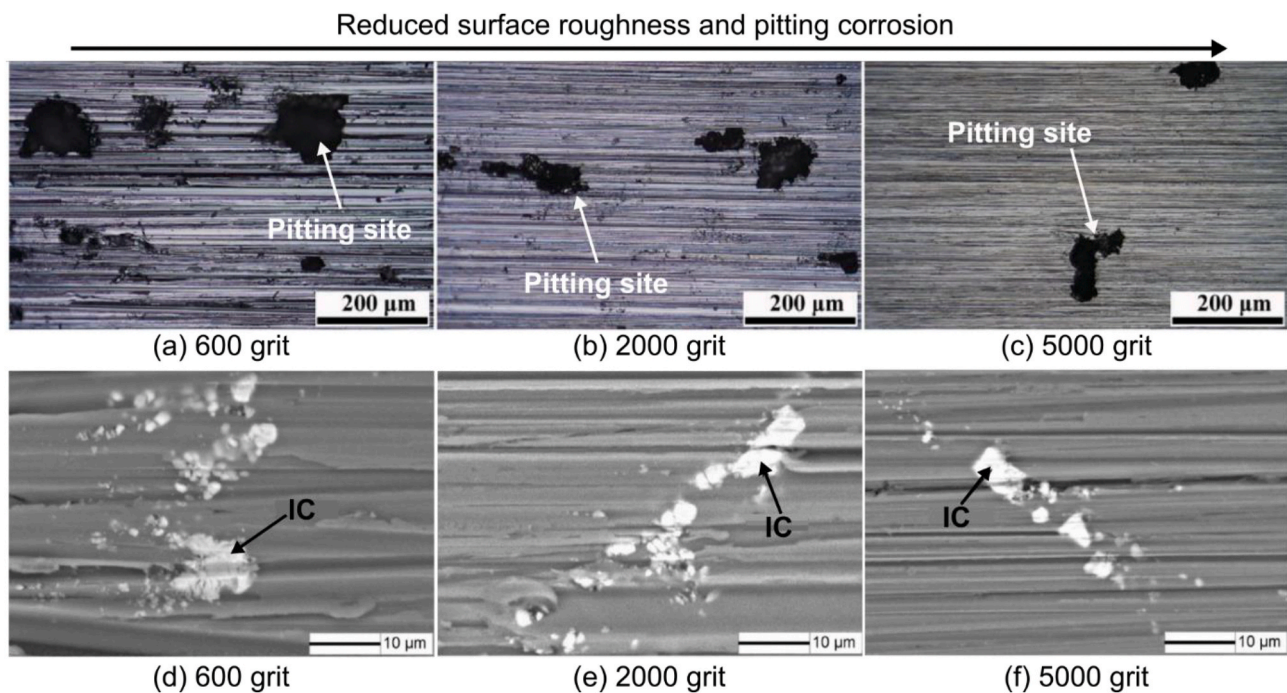 Reduced surface roughness and pitting corrosion
Pitting site
200 µm
(a) 600 grit
Pitting site
200 µm
(b) 2000 grit
Pitting site
200 µm
(c) 5000 grit
IC
10 µm
(d) 600 grit
IC
10 µm
(e) 2000 grit
IC
10 µm
(f) 5000 grit